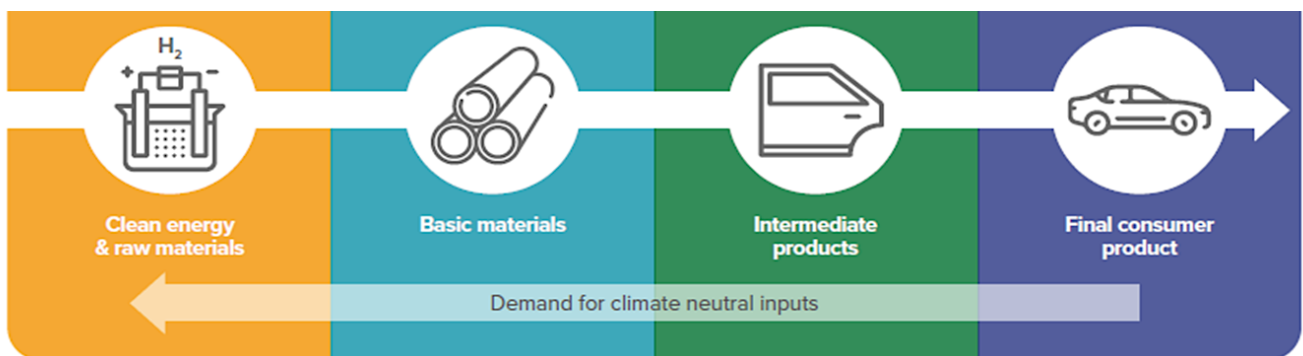 H₂
+ −
Clean energy
& raw materials
Basic materials
Intermediate
products
Final consumer
product
Demand for climate neutral inputs